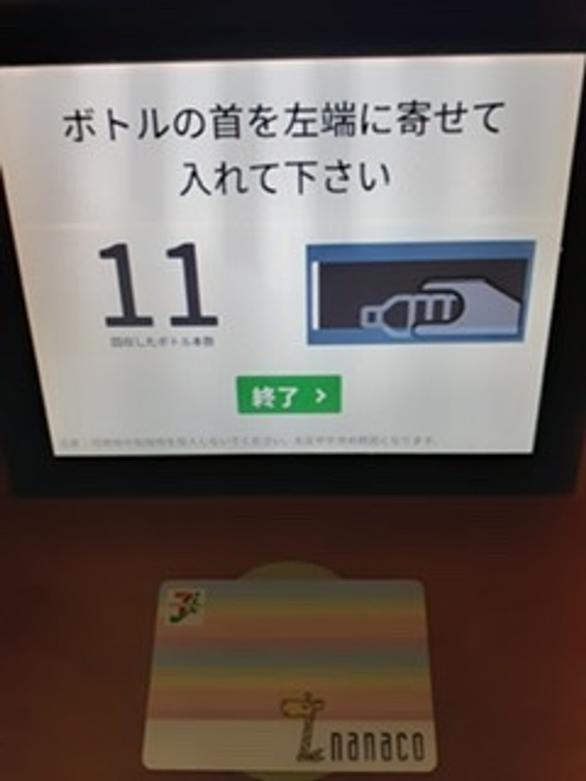 ボトルの首を左端に寄せて
入れて下さい
11
回収したボトル本数
終了 >
nanaco